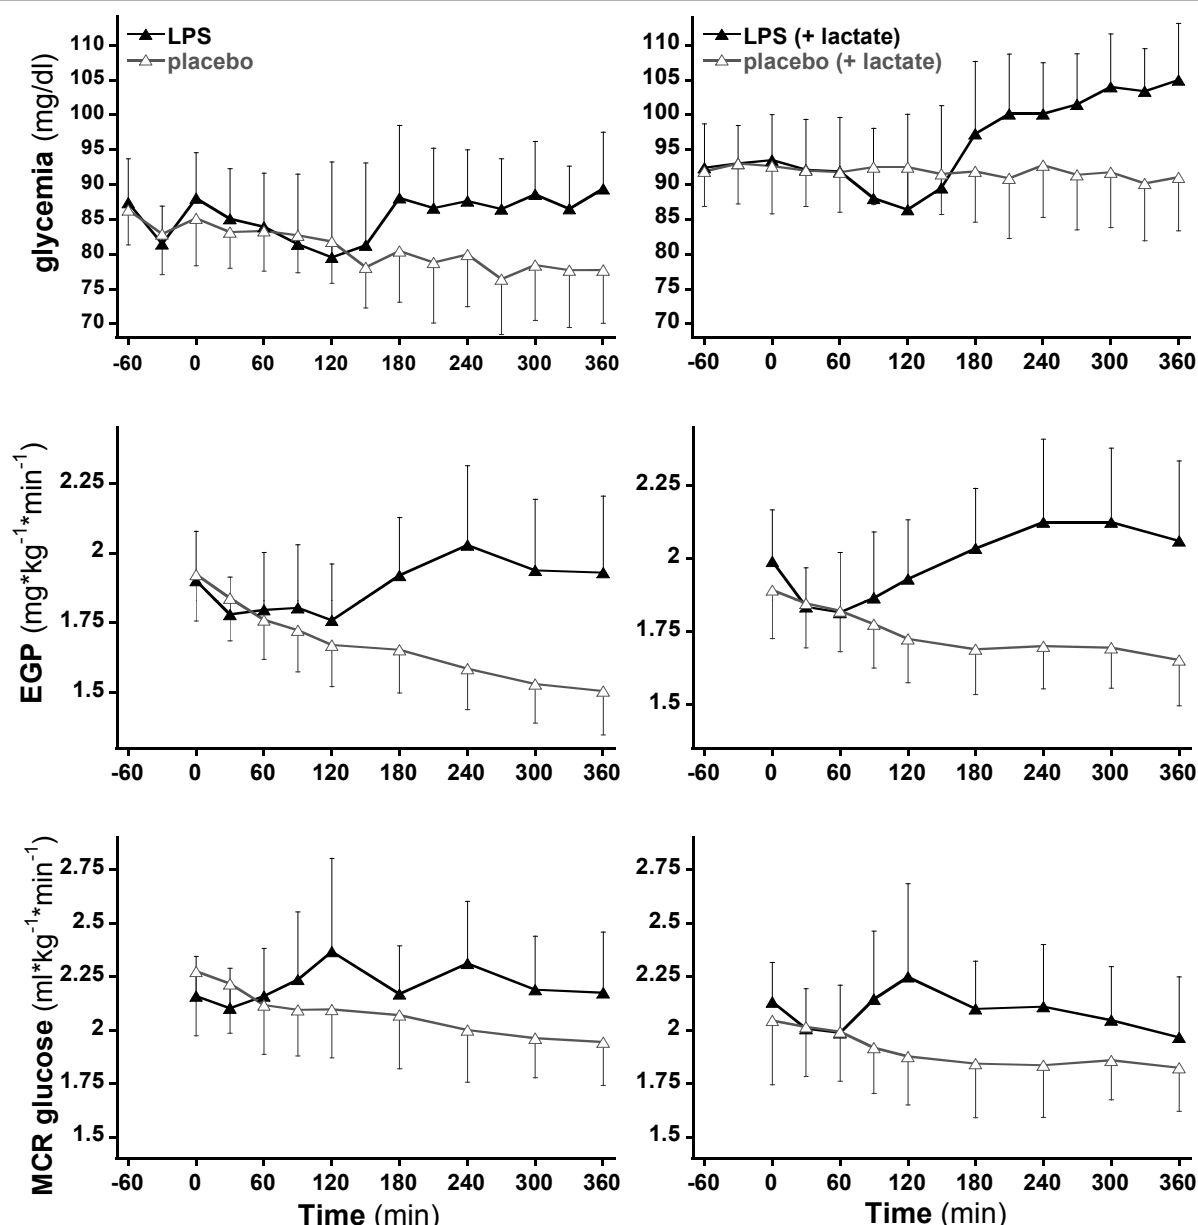 LPS
placebo
glycemia (mg/dl)
110
105
100
95
90
85
80
75
70
-60 0 60 120 180 240 300 360
LPS (+ lactate)
placebo (+ lactate)
110
105
100
95
90
85
80
75
70
-60 0 60 120 180 240 300 360
EGP (mg*kg-1*min-1)
2.25
2
1.75
1.5
-60 0 60 120 180 240 300 360
2.25
2
1.75
1.5
-60 0 60 120 180 240 300 360
MCR glucose (ml*kg-1*min-1)
2.75
2.5
2.25
2
1.75
1.5
-60 0 60 120 180 240 300 360
Time (min)
2.75
2.5
2.25
2
1.75
1.5
-60 0 60 120 180 240 300 360
Time (min)